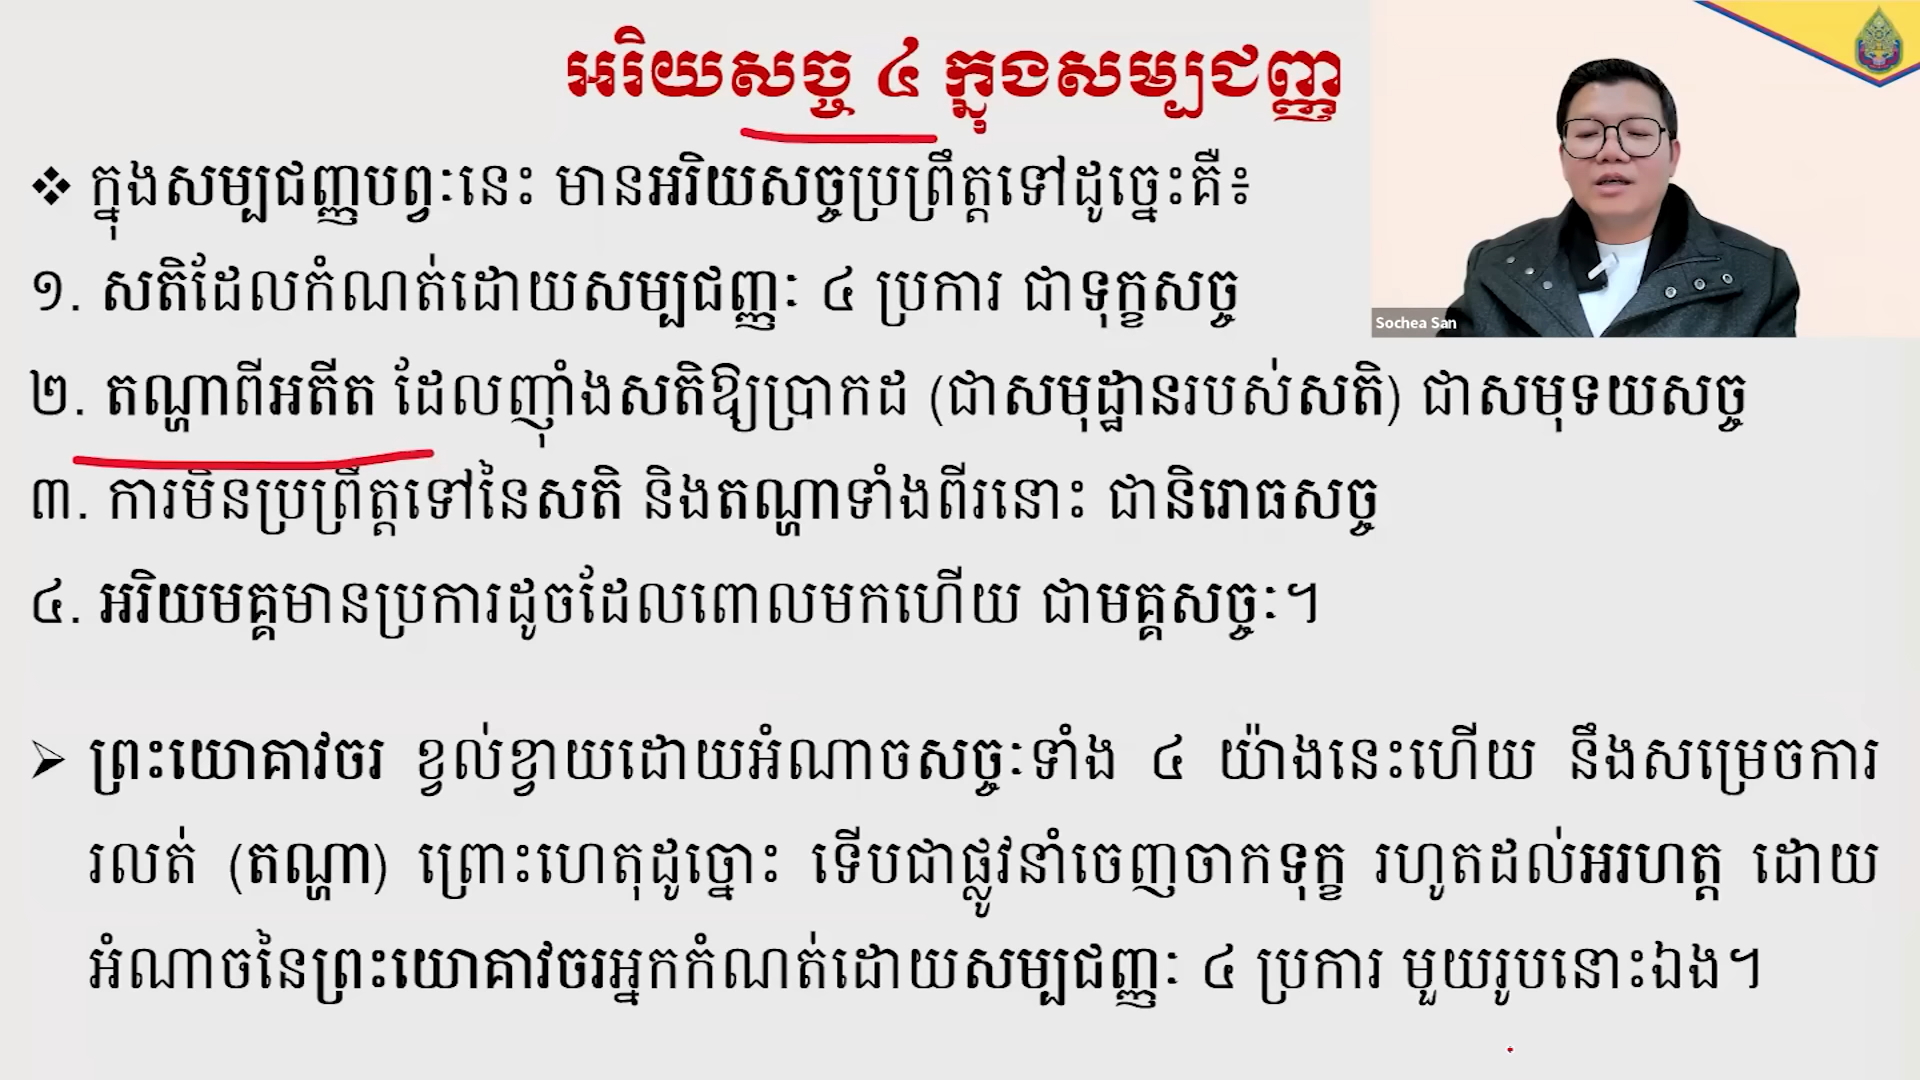 អរិយសច្ច ៤ ក្នុងសម្បជញ្ញ
❖ ក្នុងសម្បជញ្ញបព្វៈនេះ មានអរិយសច្ចប្រព្រឹត្តទៅដូច្នេះគឺ៖
១. សតិដែលកំណត់ដោយសម្បជញ្ញៈ ៤ ប្រការ ជាទុក្ខសច្ច
Sochea San
២. តណ្ហាពីអតីត ដែលញ៉ាំងសតិឱ្យប្រាកដ (ជាសមុដ្ឋានរបស់សតិ) ជាសមុទយសច្ច
៣. ការមិនប្រព្រឹត្តទៅនៃសតិ និងតណ្ហាទាំងពីរនោះ ជានិរោធសច្ច
៤. អរិយមគ្គមានប្រការដូចដែលពោលមកហើយ ជាមគ្គសច្ចៈ។
➢ ព្រះយោគាវចរ ខ្វល់ខ្វាយដោយអំណាចសច្ចៈទាំង ៤ យ៉ាងនេះហើយ នឹងសម្រេចការ
រលត់ (តណ្ហា) ព្រោះហេតុដូច្នោះ ទើបជាផ្លូវនាំចេញចាកទុក្ខ រហូតដល់អរហត្ត ដោយ
អំណាចនៃព្រះយោគាវចរអ្នកកំណត់ដោយសម្បជញ្ញៈ ៤ ប្រការ មួយរូបនោះឯង។